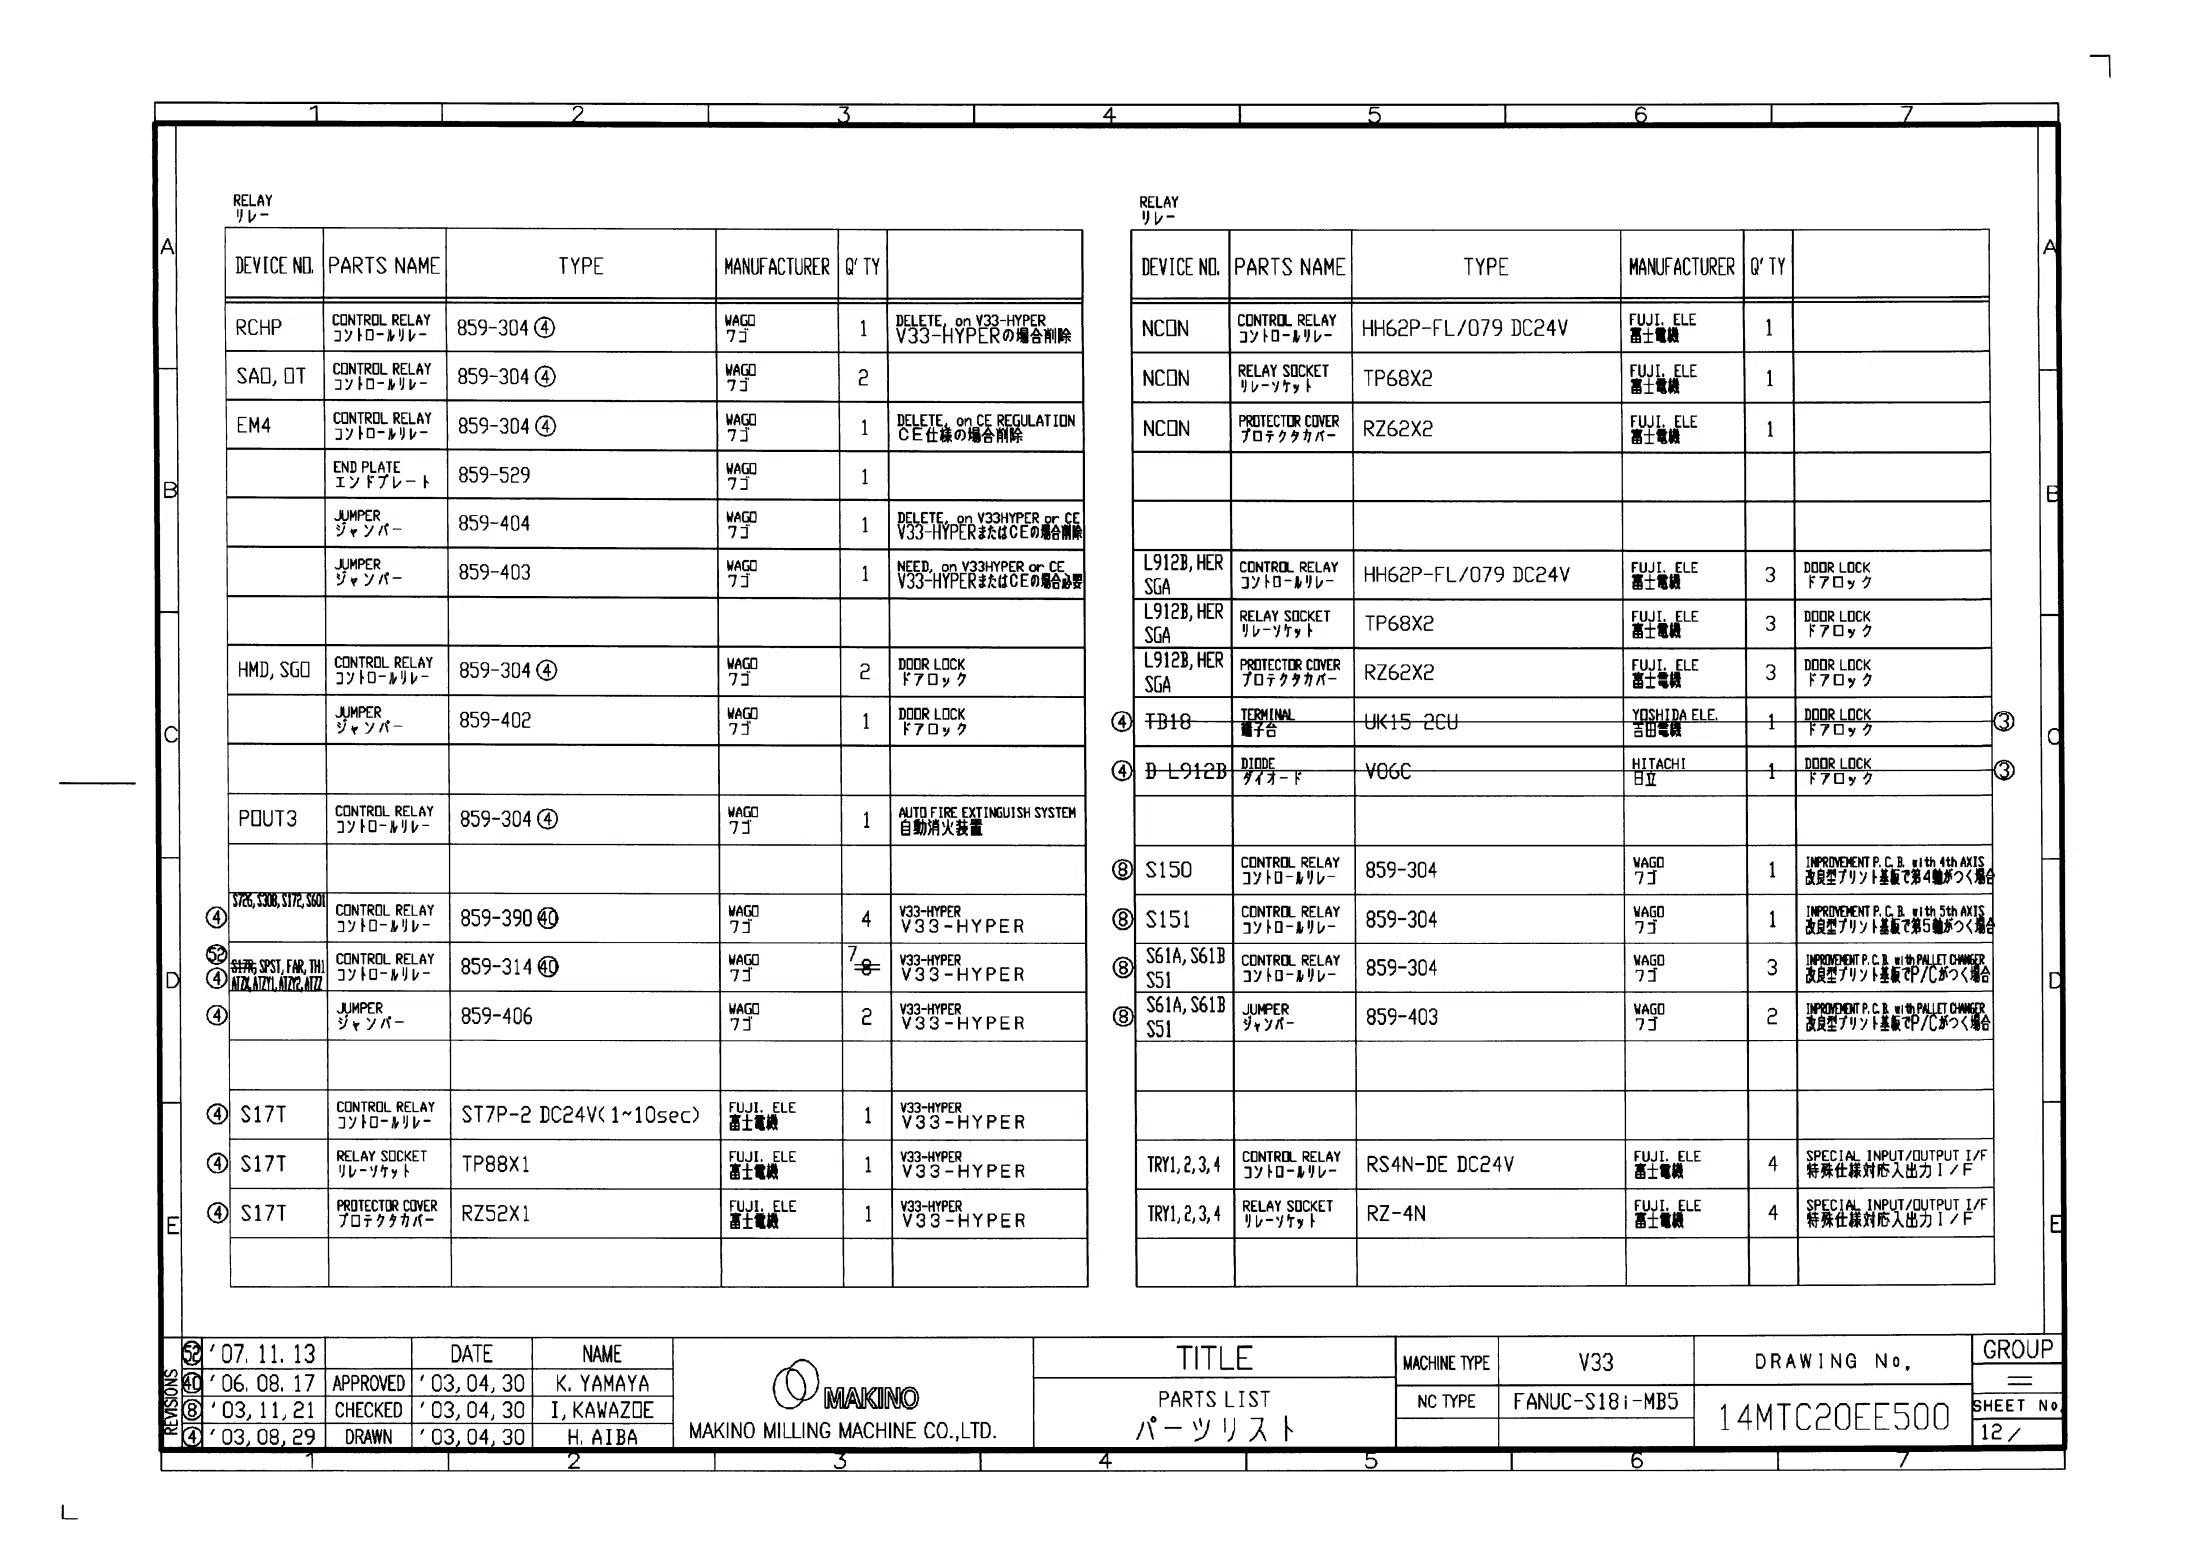 1 2 3 4 5 6 7
RELAY
リレー
DEVICE NO. PARTS NAME TYPE MANUFACTURER Q'TY
RCHP CONTROL RELAY 859-304 ④ WAGO 1 DELETE, on V33-HYPER
コントロールリレー ワゴ V33-HYPERの場合削除
SAO, OT CONTROL RELAY 859-304 ④ WAGO 2
コントロールリレー ワゴ
EM4 CONTROL RELAY 859-304 ④ WAGO 1 DELETE, on CE REGULATION
コントロールリレー ワゴ CE仕様の場合削除
END PLATE 859-529 WAGO 1
エンドプレート ワゴ
JUMPER 859-404 WAGO 1 DELETE, on V33HYPER or CE
ジャンパー ワゴ V33-HYPERまたはCEの場合削除
JUMPER 859-403 WAGO 1 NEED, on V33HYPER or CE
ジャンパー ワゴ V33-HYPERまたはCEの場合必要
HMD, SGO CONTROL RELAY 859-304 ④ WAGO 2 DOOR LOCK
コントロールリレー ワゴ ドアロック
JUMPER 859-402 WAGO 1 DOOR LOCK
ジャンパー ワゴ ドアロック
POUT3 CONTROL RELAY 859-304 ④ WAGO 1 AUTO FIRE EXTINGUISH SYSTEM
コントロールリレー ワゴ 自動消火装置
④ S726, S308, S172, S601 CONTROL RELAY 859-390 ㊵ WAGO 4 V33-HYPER
コントロールリレー ワゴ V33-HYPER
52 ④ SPST, FAR, TH1 CONTROL RELAY 859-314 ㊵ WAGO 7 8 V33-HYPER
ATZX, ATZY1, ATZY2, ATZZ コントロールリレー ワゴ V33-HYPER
④ JUMPER 859-406 WAGO 2 V33-HYPER
ジャンパー ワゴ V33-HYPER
④ S17T CONTROL RELAY ST7P-2 DC24V(1~10sec) FUJI. ELE 1 V33-HYPER
コントロールリレー 富士電機 V33-HYPER
④ S17T RELAY SOCKET TP88X1 FUJI. ELE 1 V33-HYPER
リレーソケット 富士電機 V33-HYPER
④ S17T PROTECTOR COVER RZ52X1 FUJI. ELE 1 V33-HYPER
プロテクタカバー 富士電機 V33-HYPER
RELAY
リレー
DEVICE NO. PARTS NAME TYPE MANUFACTURER Q'TY
NCON CONTROL RELAY HH62P-FL/079 DC24V FUJI. ELE 1
コントロールリレー 富士電機
NCON RELAY SOCKET TP68X2 FUJI. ELE 1
リレーソケット 富士電機
NCON PROTECTOR COVER RZ62X2 FUJI. ELE 1
プロテクタカバー 富士電機
L912B, HER CONTROL RELAY HH62P-FL/079 DC24V FUJI. ELE 3 DOOR LOCK
SGA コントロールリレー 富士電機 ドアロック
L912B, HER RELAY SOCKET TP68X2 FUJI. ELE 3 DOOR LOCK
SGA リレーソケット 富士電機 ドアロック
L912B, HER PROTECTOR COVER RZ62X2 FUJI. ELE 3 DOOR LOCK
SGA プロテクタカバー 富士電機 ドアロック
④ TB18 TERMINAL UK15-2CU YOSHIDA ELE. 1 DOOR LOCK ③
端子台 吉田電機 ドアロック
④ D-L912B DIODE V06C HITACHI 1 DOOR LOCK ③
ダイオード 日立 ドアロック
⑧ S150 CONTROL RELAY 859-304 WAGO 1 INPROVEMENT P.C.B. with 4th AXIS
コントロールリレー ワゴ 改良型プリント基板で第4軸がつく場合
⑧ S151 CONTROL RELAY 859-304 WAGO 1 INPROVEMENT P.C.B. with 5th AXIS
コントロールリレー ワゴ 改良型プリント基板で第5軸がつく場合
⑧ S61A, S61B CONTROL RELAY 859-304 WAGO 3 INPROVEMENT P.C.B. with PALLET CHANGER
S51 コントロールリレー ワゴ 改良型プリント基板でP/Cがつく場合
⑧ S61A, S61B JUMPER 859-403 WAGO 2 INPROVEMENT P.C.B. with PALLET CHANGER
S51 ジャンパー ワゴ 改良型プリント基板でP/Cがつく場合
TRY1, 2, 3, 4 CONTROL RELAY RS4N-DE DC24V FUJI. ELE 4 SPECIAL INPUT/OUTPUT I/F
コントロールリレー 富士電機 特殊仕様対応入出力I/F
TRY1, 2, 3, 4 RELAY SOCKET RZ-4N FUJI. ELE 4 SPECIAL INPUT/OUTPUT I/F
リレーソケット 富士電機 特殊仕様対応入出力I/F
A A
B B
C C
D D
E E
REVISIONS
52 '07. 11. 13 DATE NAME
㊵ '06. 08. 17 APPROVED '03, 04, 30 K. YAMAYA
⑧ '03, 11, 21 CHECKED '03, 04, 30 I, KAWAZOE
④ '03, 08, 29 DRAWN '03, 04, 30 H. AIBA
MAKINO
MAKINO MILLING MACHINE CO.,LTD.
TITLE
PARTS LIST
パーツリスト
MACHINE TYPE V33
NC TYPE FANUC-S18i-MB5
DRAWING No.
14MTC20EE500
GROUP
=
SHEET No.
12/
1 2 3 4 5 6 7